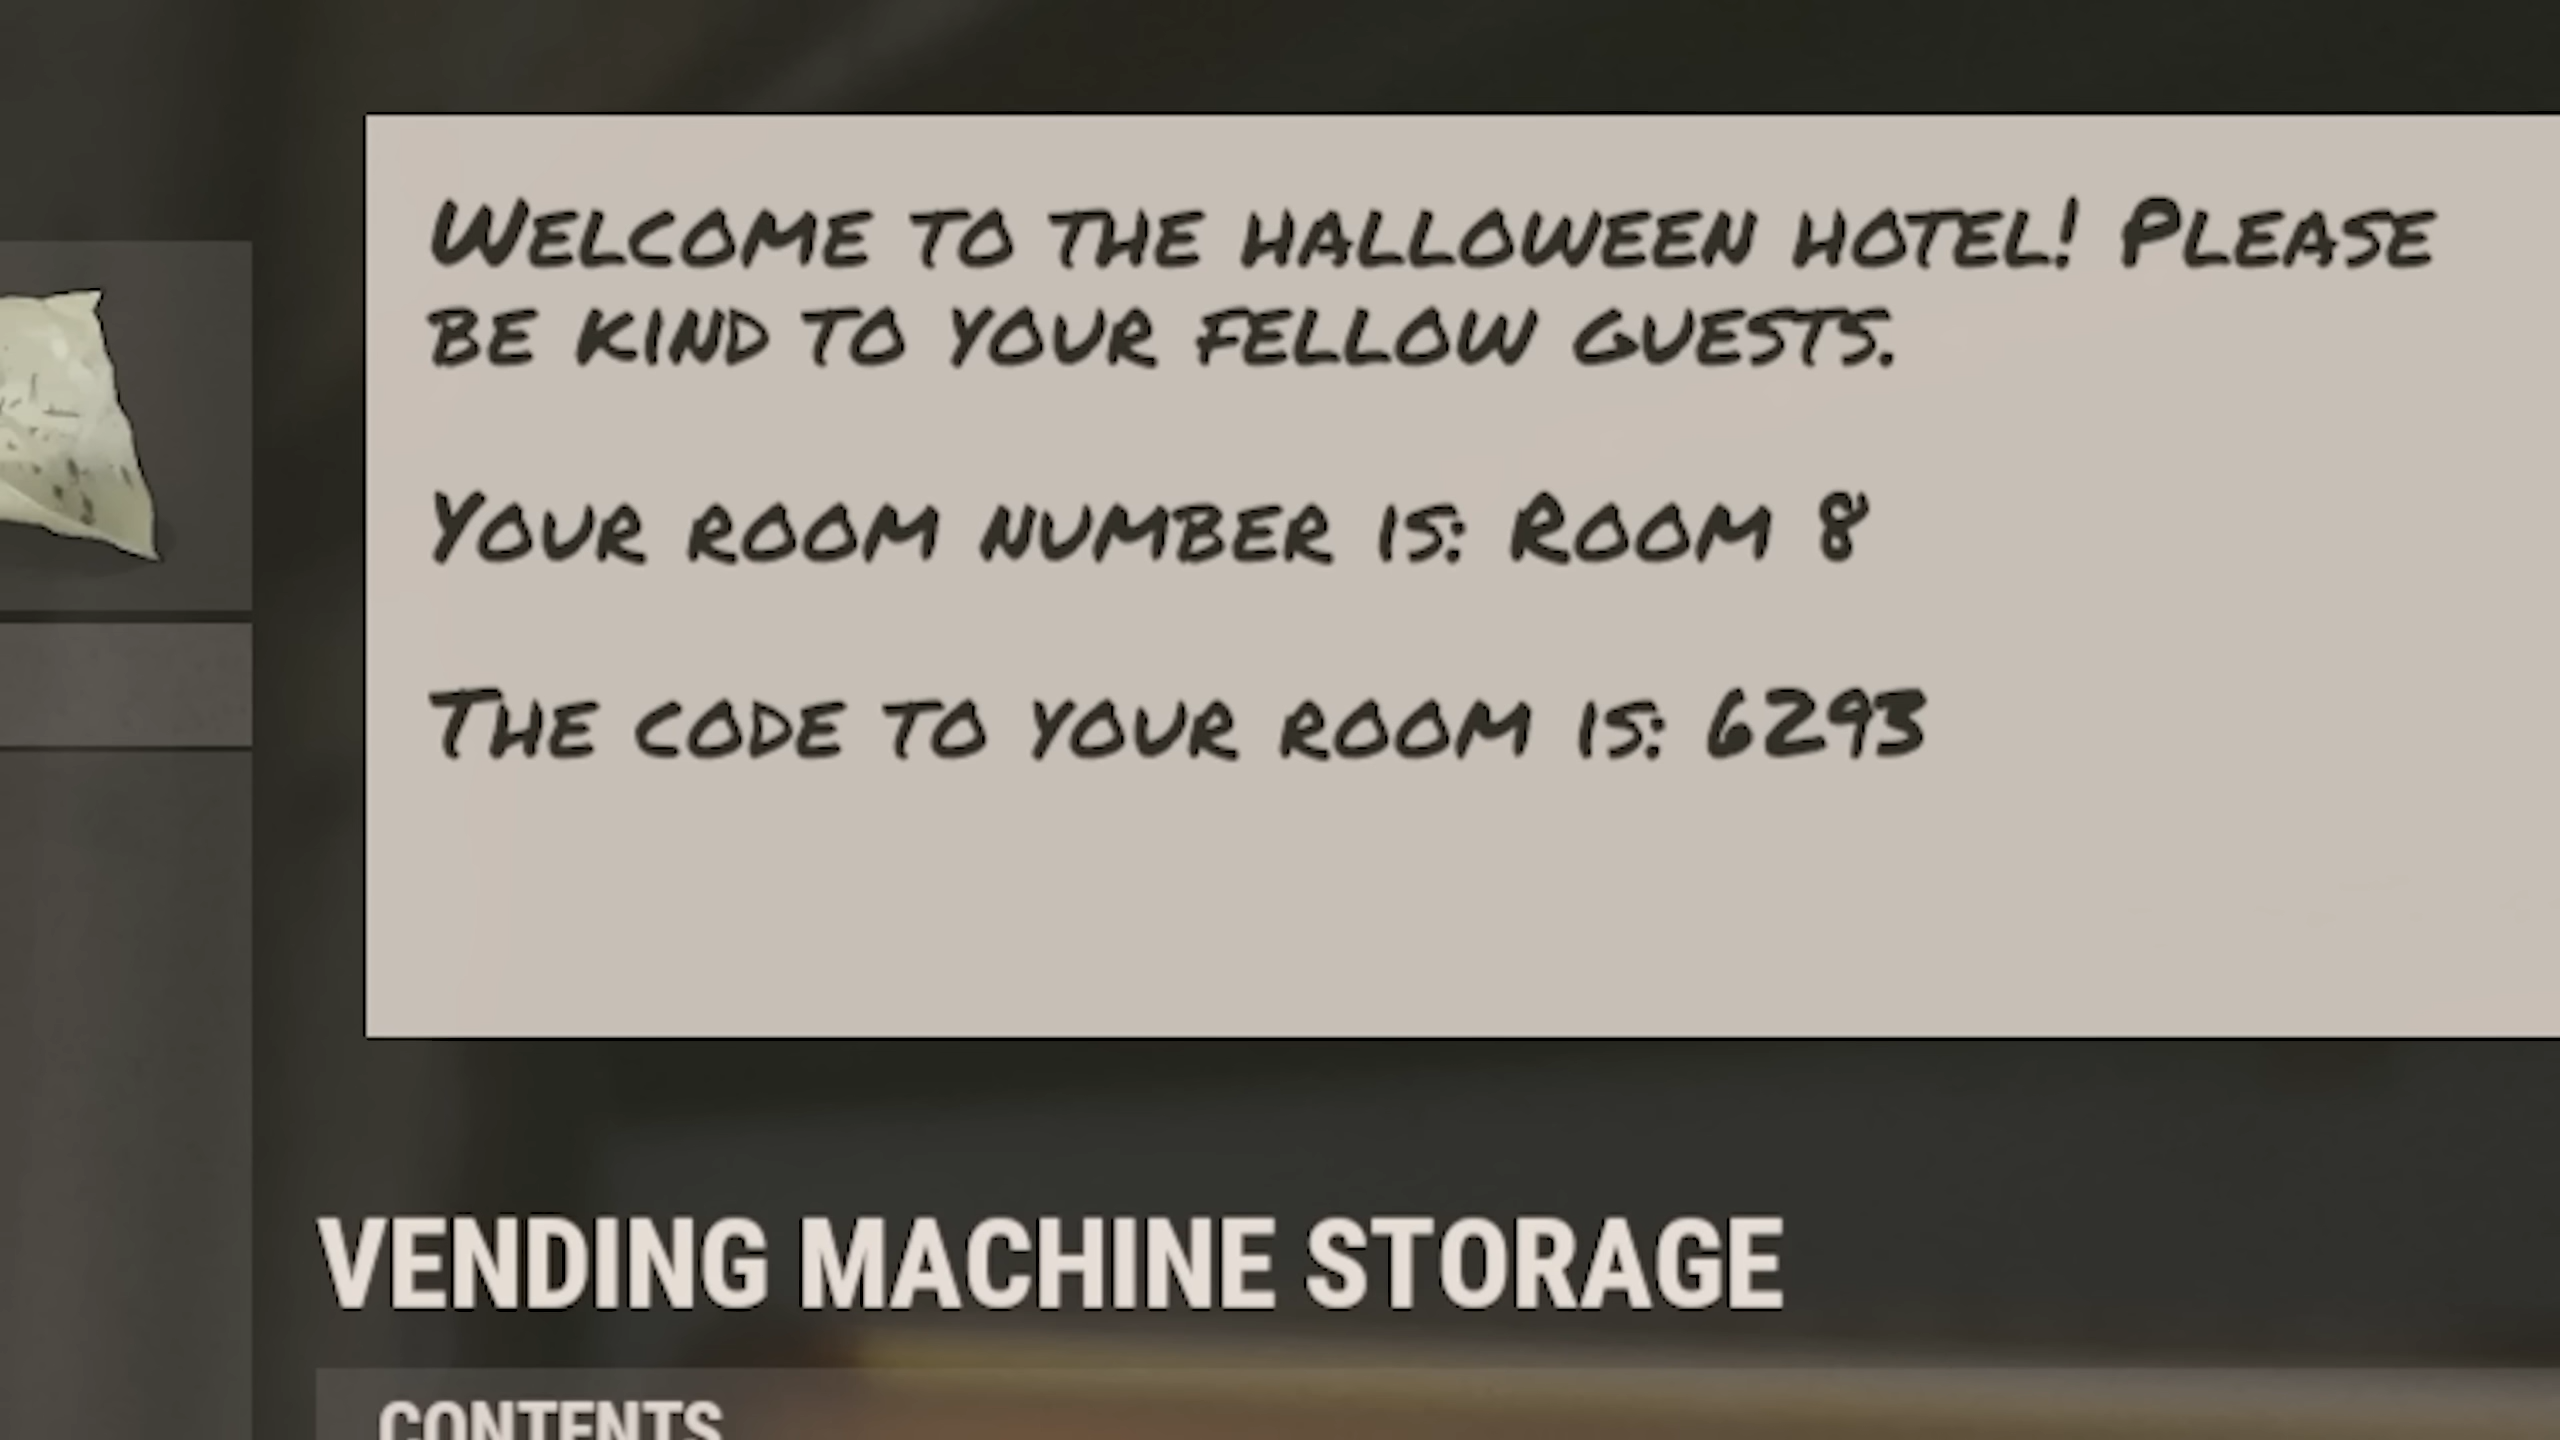 Welcome to the halloween hotel! Please
be kind to your fellow guests.
Your room number is: Room 8
The code to your room is: 6293
VENDING MACHINE STORAGE
CONTENTS